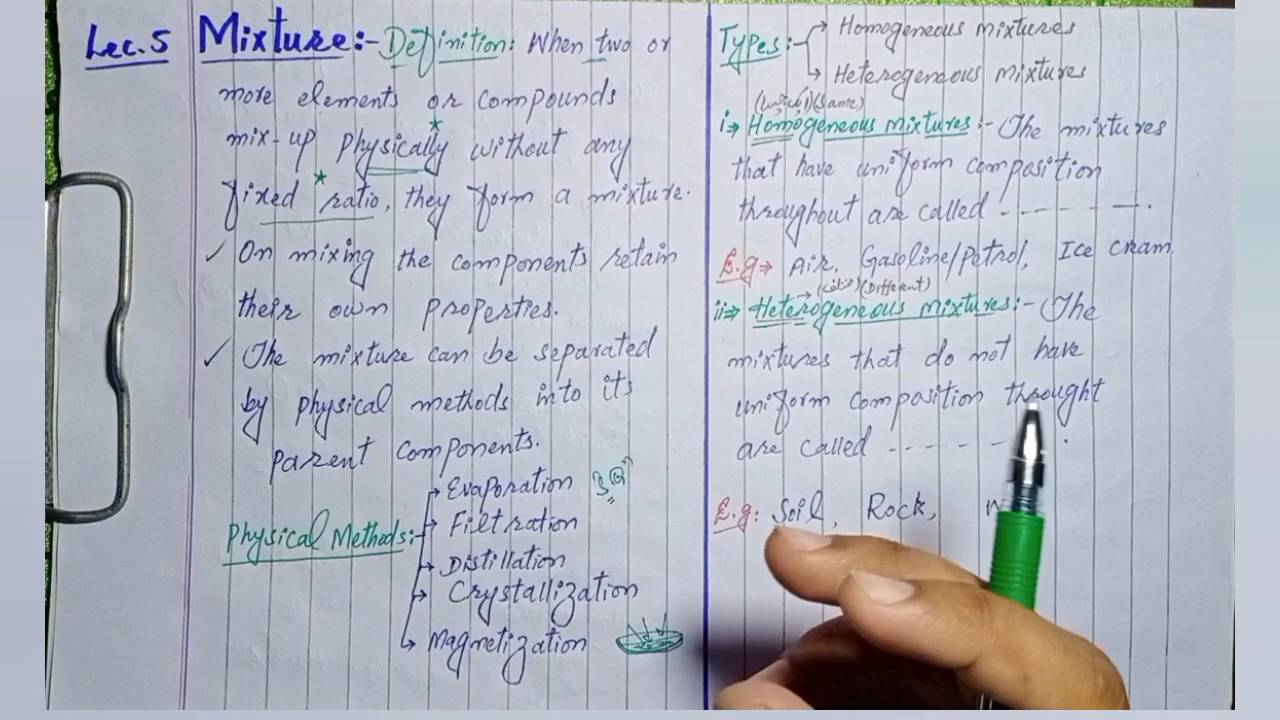 Lec.5
Mixture:- Definition: When two or
more elements or compounds
mix-up physically without any
fixed ratio, they form a mixture.
✓ On mixing the components retain
their own properties.
✓ The mixture can be separated
by physical methods into its
parent components.
Physical Methods:-
→ Evaporation
→ Filtration
→ Distillation
→ Crystallization
→ Magnetization
Types:-
→ Homogeneous mixtures
→ Heterogeneous Mixtures
(Same)
i⇒ Homogeneous Mixtures:- The mixtures
that have uniform composition
throughout are called - - - - - -.
E.g⇒ Air, Gasoline/Petrol, Ice cream
(Different)
ii⇒ Heterogeneous Mixtures:- The
mixtures that do not have
uniform composition throught
are called - - - - - .
E.g: Soil, Rock,